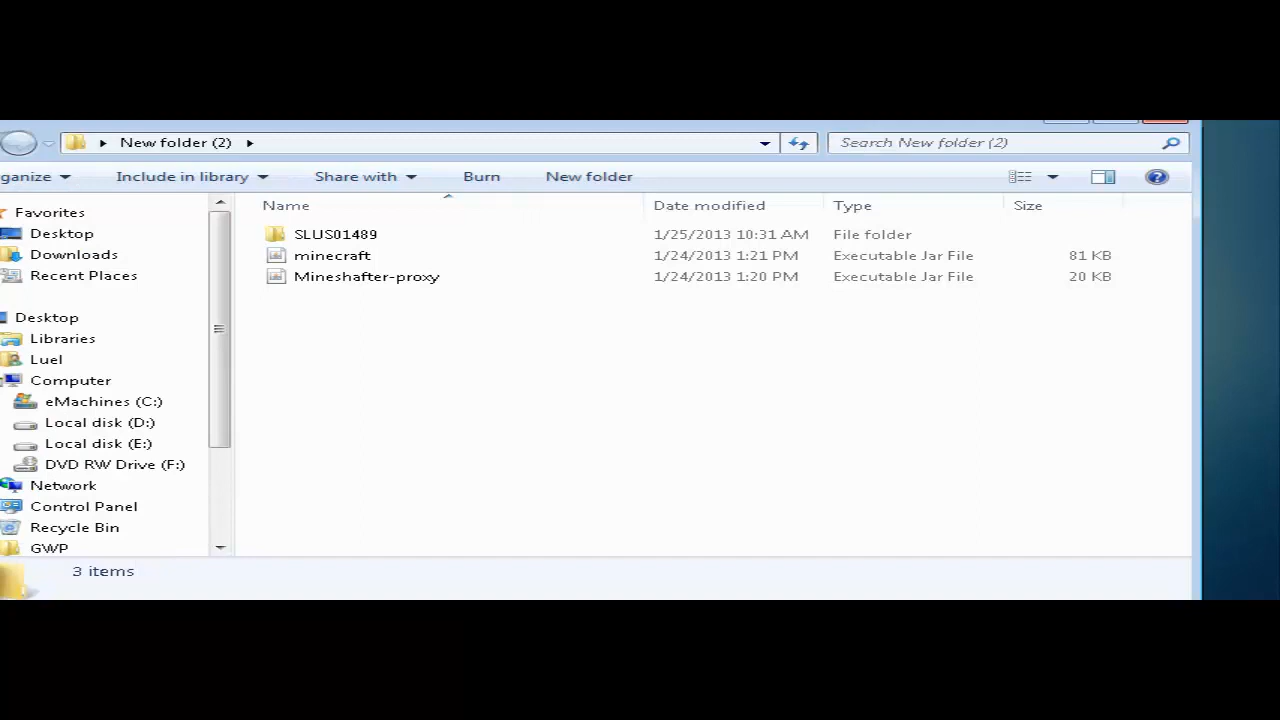 New folder (2)
Search New folder (2)
ganize
Include in library
Share with
Burn
New folder
Name
Date modified
Type
Size
Favorites
Desktop
Downloads
Recent Places
Desktop
Libraries
Luel
Computer
eMachines (C:)
Local disk (D:)
Local disk (E:)
DVD RW Drive (F:)
Network
Control Panel
Recycle Bin
GWP
SLUS01489 1/25/2013 10:31 AM File folder
minecraft 1/24/2013 1:21 PM Executable Jar File 81 KB
Mineshafter-proxy 1/24/2013 1:20 PM Executable Jar File 20 KB
3 items